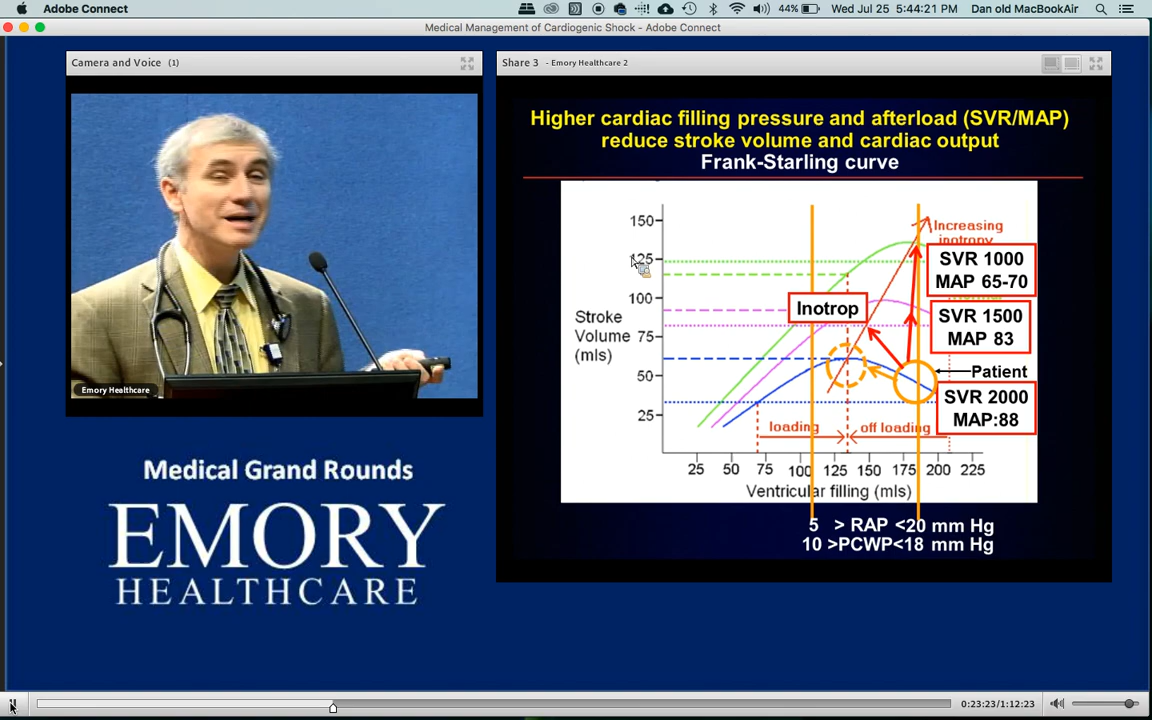 Adobe Connect
44%
Wed Jul 25 5:44:21 PM
Dan old MacBookAir
Medical Management of Cardiogenic Shock - Adobe Connect
Camera and Voice (1)
Share 3 - Emory Healthcare 2
Higher cardiac filling pressure and afterload (SVR/MAP)
reduce stroke volume and cardiac output
Frank-Starling curve
150
125
100
75
50
25
Stroke
Volume
(mls)
Increasing
inotropy
SVR 1000
MAP 65-70
Inotrop
SVR 1500
MAP 83
Patient
SVR 2000
MAP:88
loading
off loading
25 50 75 100 125 150 175 200 225
Ventricular filling (mls)
5 > RAP <20 mm Hg
10 >PCWP<18 mm Hg
Emory Healthcare
Medical Grand Rounds
EMORY
HEALTHCARE
0:23:23/1:12:23